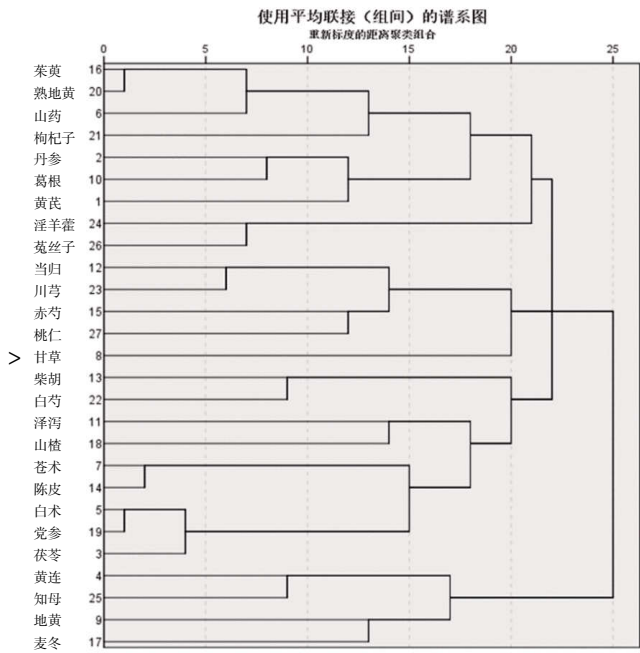 使用平均联接（组间）的谱系图
重新标度的距离聚类组合
0 5 10 15 20 25
茱萸 16
熟地黄 20
山药 6
枸杞子 21
丹参 2
葛根 10
黄芪 1
淫羊藿 24
菟丝子 26
当归 12
川芎 23
赤芍 15
桃仁 27
> 甘草 8
柴胡 13
白芍 22
泽泻 11
山楂 18
苍术 7
陈皮 14
白术 5
党参 19
茯苓 3
黄连 4
知母 25
地黄 9
麦冬 17